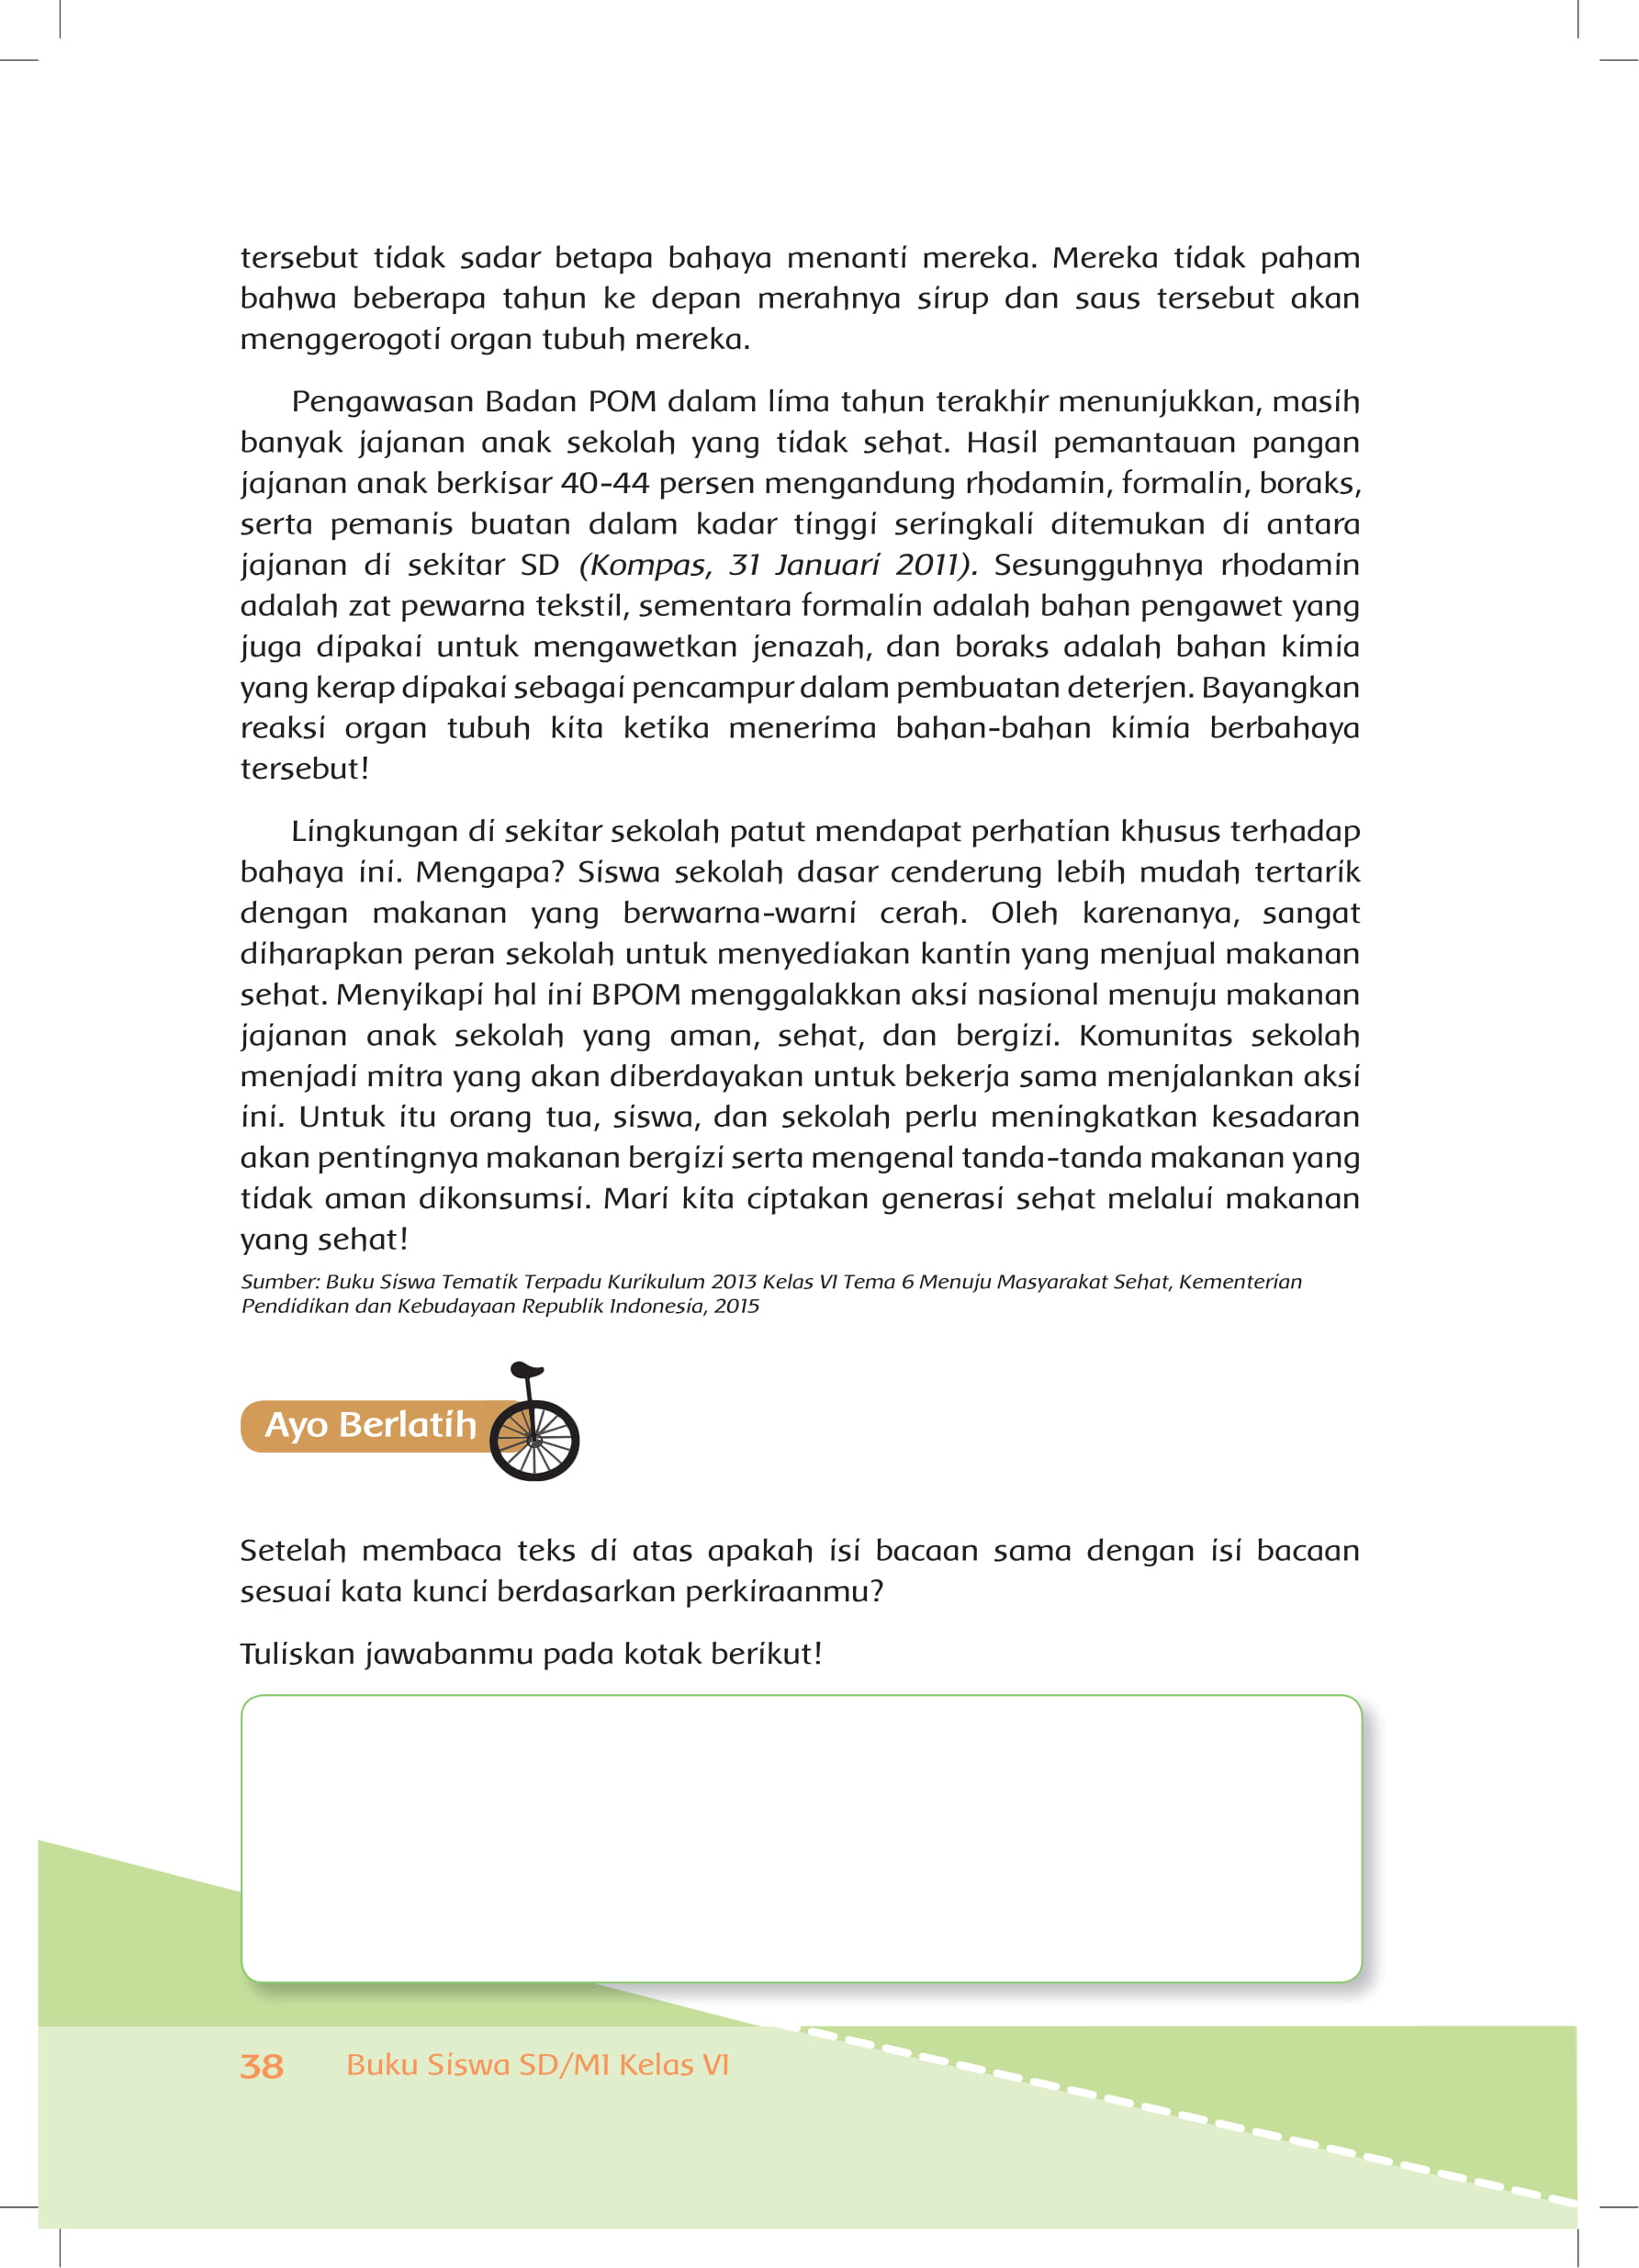 tersebut tidak sadar betapa bahaya menanti mereka. Mereka tidak paham
bahwa beberapa tahun ke depan merahnya sirup dan saus tersebut akan
menggerogoti organ tubuh mereka.
Pengawasan Badan POM dalam lima tahun terakhir menunjukkan, masih
banyak jajanan anak sekolah yang tidak sehat. Hasil pemantauan pangan
jajanan anak berkisar 40-44 persen mengandung rhodamin, formalin, boraks,
serta pemanis buatan dalam kadar tinggi seringkali ditemukan di antara
jajanan di sekitar SD (Kompas, 31 Januari 2011). Sesungguhnya rhodamin
adalah zat pewarna tekstil, sementara formalin adalah bahan pengawet yang
juga dipakai untuk mengawetkan jenazah, dan boraks adalah bahan kimia
yang kerap dipakai sebagai pencampur dalam pembuatan deterjen. Bayangkan
reaksi organ tubuh kita ketika menerima bahan-bahan kimia berbahaya
tersebut!
Lingkungan di sekitar sekolah patut mendapat perhatian khusus terhadap
bahaya ini. Mengapa? Siswa sekolah dasar cenderung lebih mudah tertarik
dengan makanan yang berwarna-warni cerah. Oleh karenanya, sangat
diharapkan peran sekolah untuk menyediakan kantin yang menjual makanan
sehat. Menyikapi hal ini BPOM menggalakkan aksi nasional menuju makanan
jajanan anak sekolah yang aman, sehat, dan bergizi. Komunitas sekolah
menjadi mitra yang akan diberdayakan untuk bekerja sama menjalankan aksi
ini. Untuk itu orang tua, siswa, dan sekolah perlu meningkatkan kesadaran
akan pentingnya makanan bergizi serta mengenal tanda-tanda makanan yang
tidak aman dikonsumsi. Mari kita ciptakan generasi sehat melalui makanan
yang sehat!
Sumber: Buku Siswa Tematik Terpadu Kurikulum 2013 Kelas VI Tema 6 Menuju Masyarakat Sehat, Kementerian
Pendidikan dan Kebudayaan Republik Indonesia, 2015
Ayo Berlatih
Setelah membaca teks di atas apakah isi bacaan sama dengan isi bacaan
sesuai kata kunci berdasarkan perkiraanmu?
Tuliskan jawabanmu pada kotak berikut!
38 Buku Siswa SD/MI Kelas VI